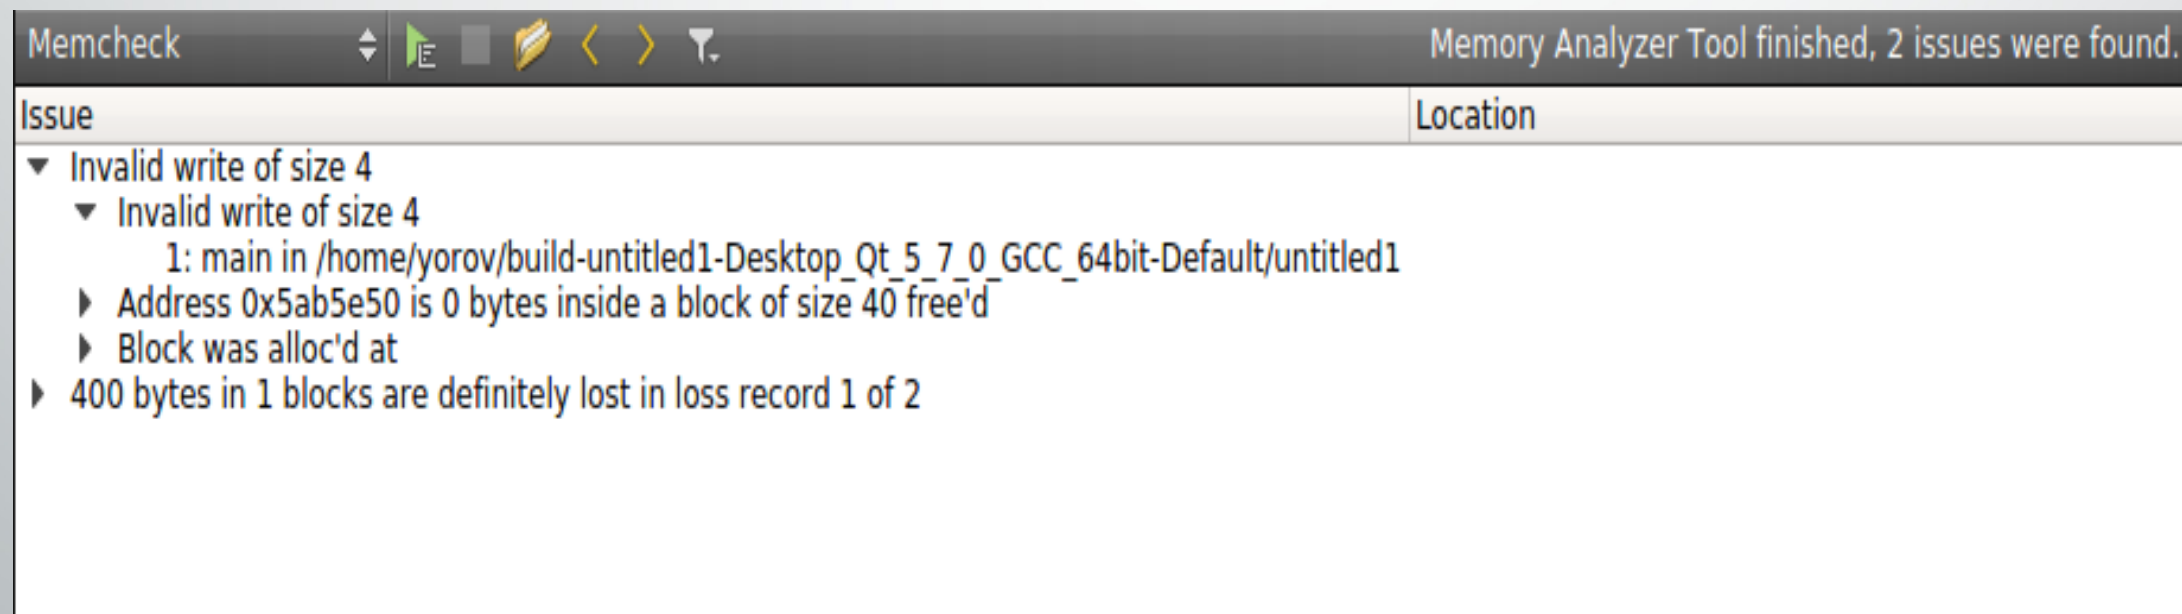 Memcheck Memory Analyzer Tool finished, 2 issues were found.
Issue Location
Invalid write of size 4
Invalid write of size 4
1: main in /home/yorov/build-untitled1-Desktop_Qt_5_7_0_GCC_64bit-Default/untitled1
Address 0x5ab5e50 is 0 bytes inside a block of size 40 free'd
Block was alloc'd at
400 bytes in 1 blocks are definitely lost in loss record 1 of 2